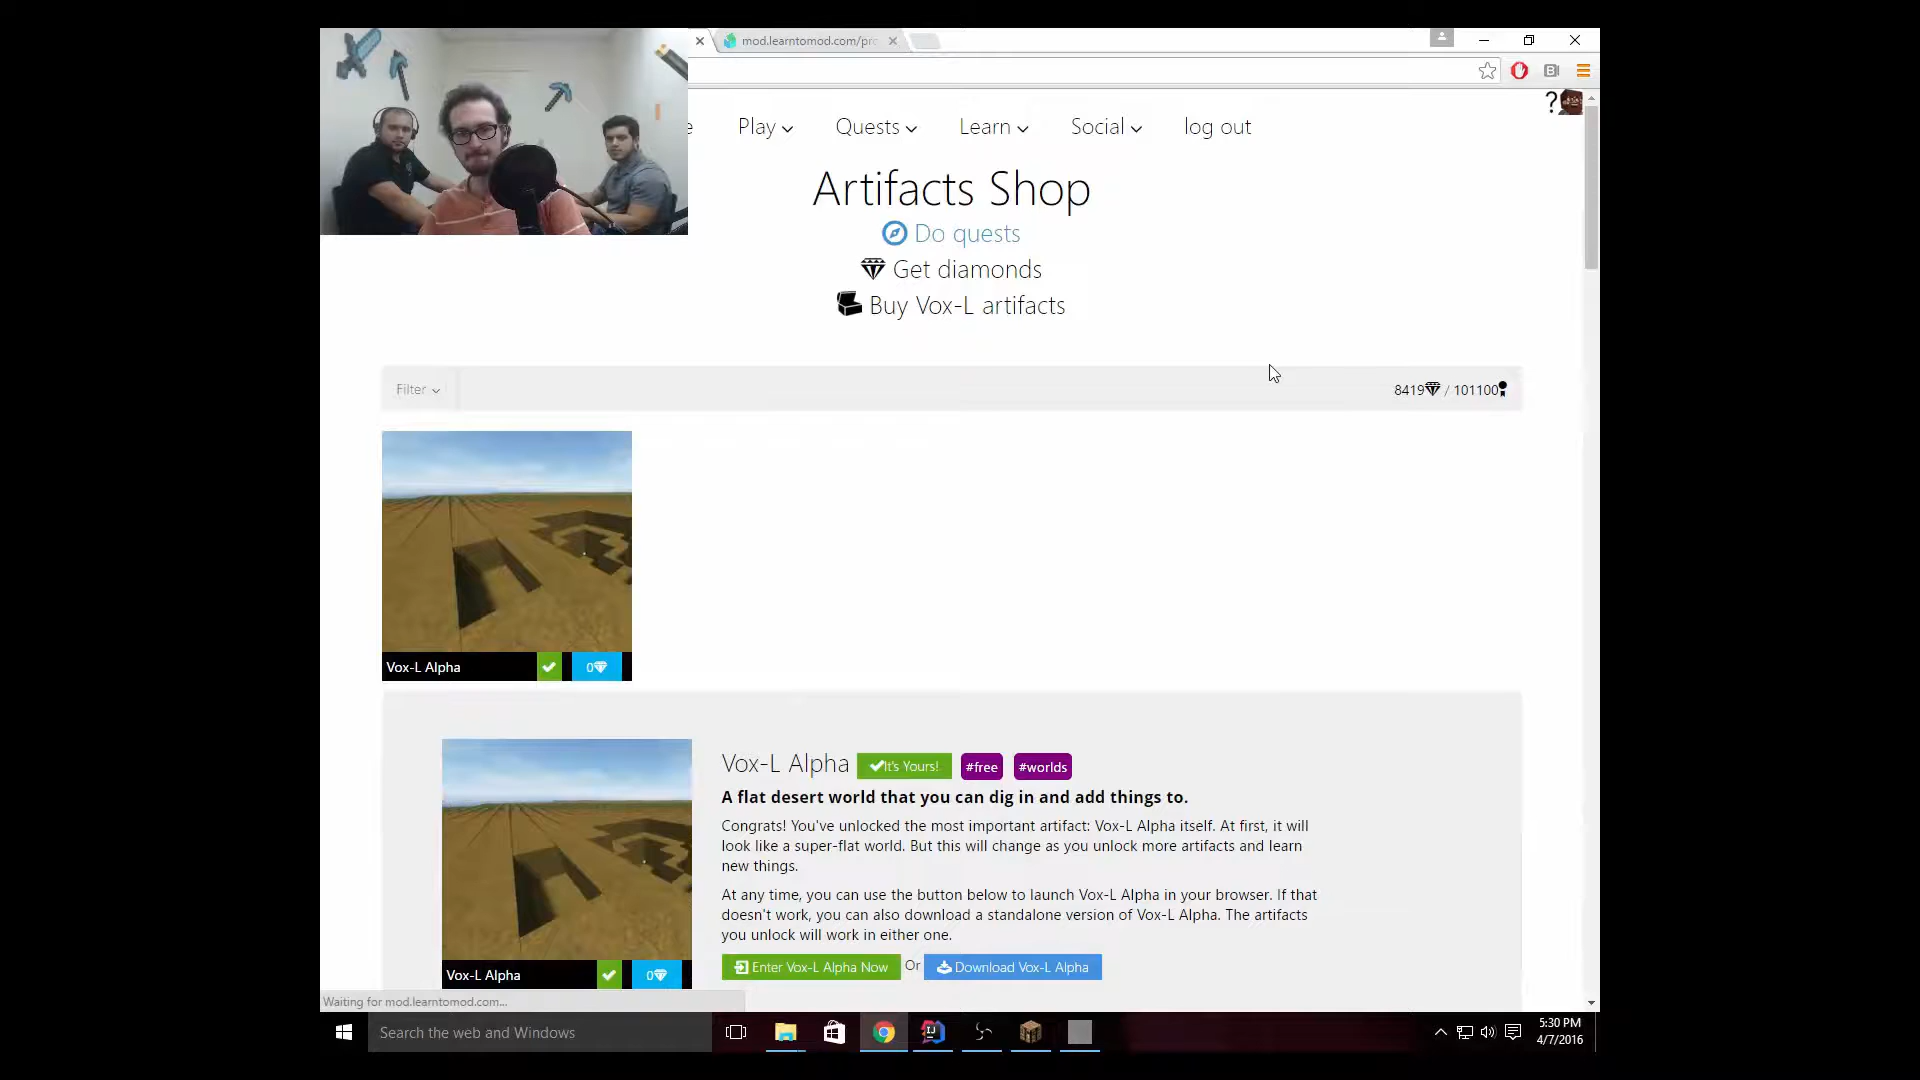 mod.learntomod.com/pre
Play
Quests
Learn
Social
log out
?
Artifacts Shop
Do quests
Get diamonds
Buy Vox-L artifacts
Filter
8419 / 101100
Vox-L Alpha
0
Vox-L Alpha It's Yours! #free #worlds
A flat desert world that you can dig in and add things to.
Congrats! You've unlocked the most important artifact: Vox-L Alpha itself. At first, it will
look like a super-flat world. But this will change as you unlock more artifacts and learn
new things.
At any time, you can use the button below to launch Vox-L Alpha in your browser. If that
doesn't work, you can also download a standalone version of Vox-L Alpha. The artifacts
you unlock will work in either one.
Enter Vox-L Alpha Now Or Download Vox-L Alpha
Vox-L Alpha
0
Waiting for mod.learntomod.com...
Search the web and Windows
5:30 PM
4/7/2016